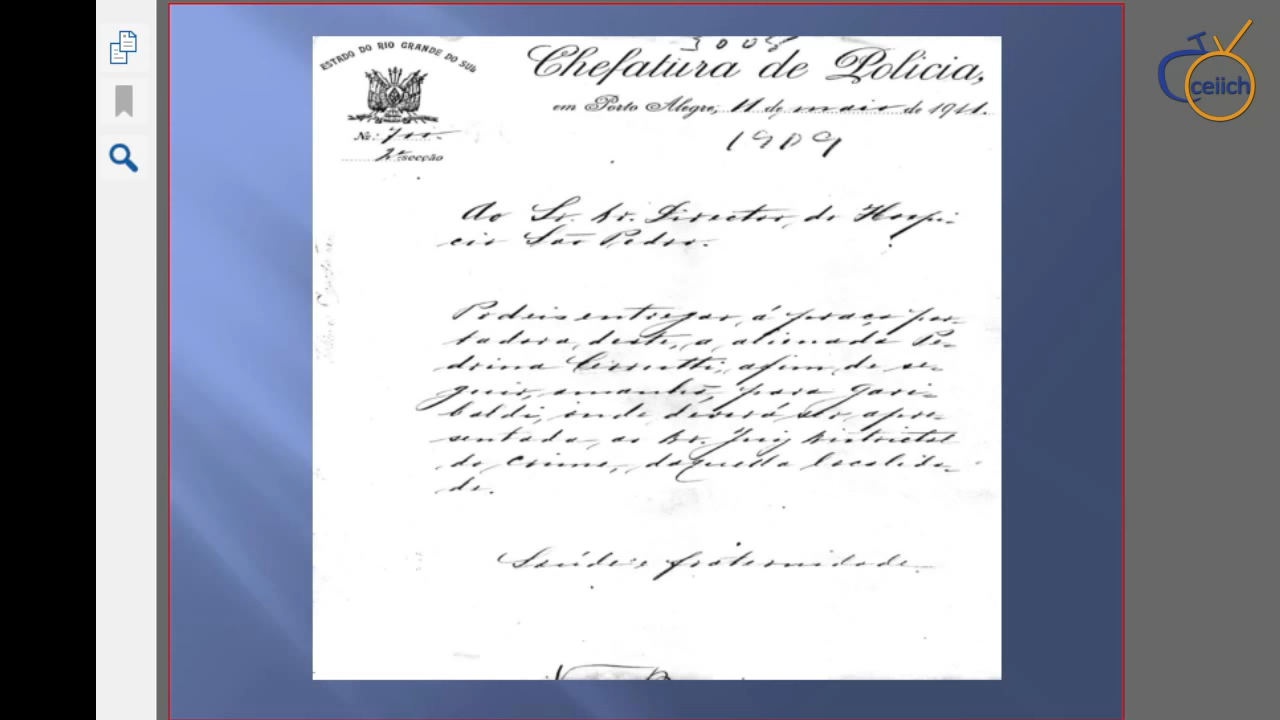 3005
ESTADO DO RIO GRANDE DO SUL
Chefatura de Policia,
em Porto Alegre, 11 de maio de 1911.
Nº: 700.
2ª secção
1909
Ao Sr. Dr. Director do Hospi-
cio São Pedro.
Podeis entregar, á praça por-
tadora deste, a alienada Pe-
drina Cerrutti, afim de se-
guir, amanhã, para Gari-
baldi, onde deverá ser apre-
sentada ao Dr. Juiz Districtal
do Crime, daquella localida-
de.
Saúde e fraternidade.
TV
ceiich